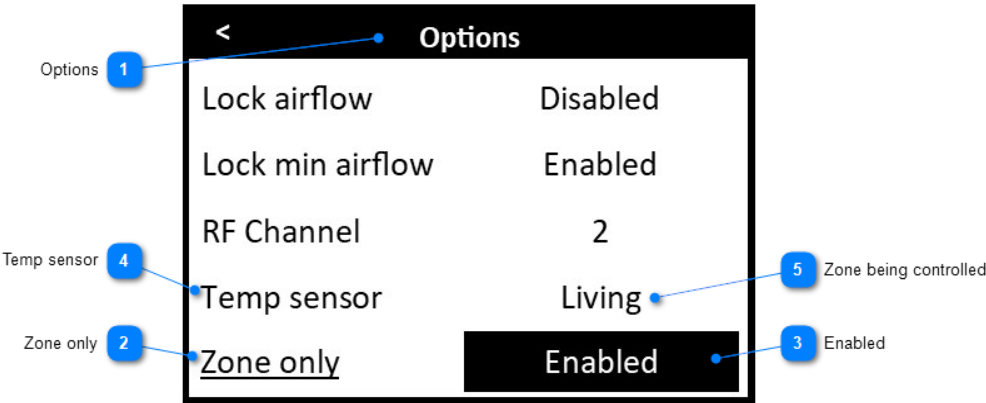 < Options
Options 1
Lock airflow Disabled
Lock min airflow Enabled
RF Channel 2
Temp sensor 4
Temp sensor Living
5 Zone being controlled
Zone only 2
Zone only Enabled
3 Enabled